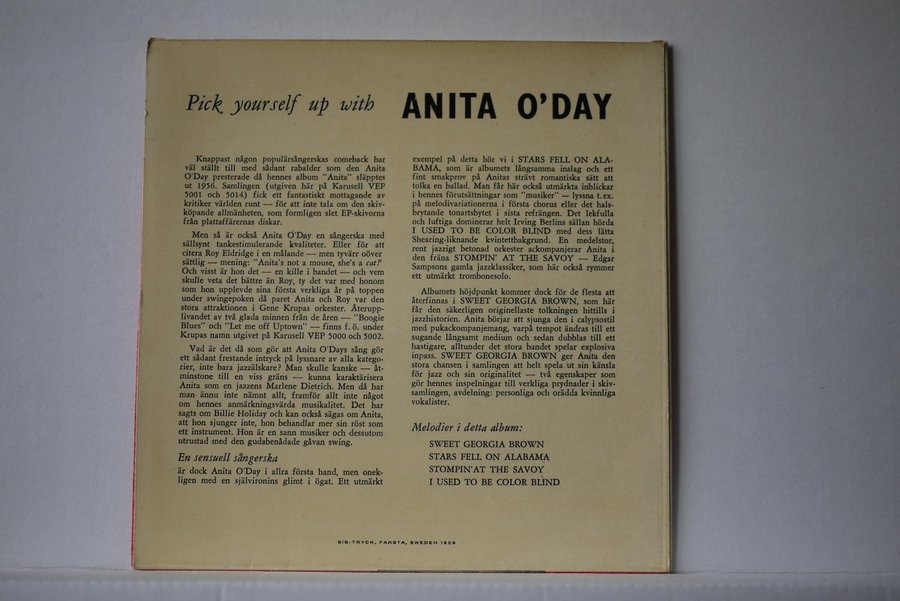 Pick yourself up with ANITA O'DAY
Knappast någon populärsångerskas comeback har
väl ställt till med sådant rabalder som den Anita
O'Day presterade då hennes album "Anita" släpptes
ut 1956. Samlingen (utgiven här på Karusell VEP
5001 och 5014) fick ett fantastiskt mottagande av
kritiker världen runt — för att inte tala om den skiv-
köpande allmänheten, som formligen slet EP-skivorna
från plattaffärernas diskar.
Men så är också Anita O'Day en sångerska med
sällsynt tankestimulerande kvaliteter. Eller för att
citera Roy Eldridge i en målande — men tyvärr oöver
sättlig — mening: "Anita's not a mouse, she's a cat!"
Och visst är hon det — en kille i bandet — och vem
skulle veta det bättre än Roy, ty det var med honom
som hon upplevde sina första verkliga år på toppen
under swingepoken då paret Anita och Roy var den
stora attraktionen i Gene Krupas orkester. Återupp-
livandet av två glada minnen från de åren — "Boogie
Blues" och "Let me off Uptown" — finns f. ö. under
Krupas namn utgivet på Karusell VEP 5000 och 5002.
Vad är det då som gör att Anita O'Days sång gör
ett sådant frestande intryck på lyssnare av alla katego-
rier, inte bara jazzälskare? Man skulle kanske — åt-
minstone till en viss gräns — kunna karaktärisera
Anita som en jazzens Marlene Dietrich. Men då har
man ännu inte nämnt allt, framför allt inte något
om hennes anmärkningsvärda musikalitet. Det har
sagts om Billie Holiday och kan också sägas om Anita,
att hon sjunger inte, hon behandlar mer sin röst som
ett instrument. Hon är en sann musiker och dessutom
utrustad med den gudabenådade gåvan swing.
En sensuell sångerska
är dock Anita O'Day i allra första hand, men onek-
ligen med en självironins glimt i ögat. Ett utmärkt
exempel på detta hör vi i STARS FELL ON ALA-
BAMA, som är albumets långsamma inslag och ett
fint smakprov på Anitas strävt romantiska sätt att
tolka en ballad. Man får här också utmärkta inblickar
i hennes förutsättningar som "musiker" — lyssna t. ex.
på melodivariationerna i första chorus eller det hals-
brytande tonartsbytet i sista refrängen. Det lekfulla
och luftiga dominerar helt Irving Berlins sällan hörda
I USED TO BE COLOR BLIND med dess lätta
Shearing-liknande kvintettbakgrund. En medelstor,
rent jazzigt betonad orkester ackompanjerar Anita i
den fräna STOMPIN' AT THE SAVOY — Edgar
Sampsons gamla jazzklassiker, som här också rymmer
ett utmärkt trombonesolo.
Albumets höjdpunkt kommer dock för de flesta att
återfinnas i SWEET GEORGIA BROWN, som här
får den säkerligen originellaste tolkningen hittills i
jazzhistorien. Anita börjar att sjunga den i calypsostil
med pukackompanjemang, varpå tempot ändras till ett
sugande långsamt medium och sedan dubblas till ett
hastigare, alltunder det stora bandet spelar explosiva
inpass. SWEET GEORGIA BROWN ger Anita den
stora chansen i samlingen att helt spela ut sin känsla
för jazz och sin originalitet — två egenskaper som
gör hennes inspelningar till verkliga prydnader i skiv-
samlingen, avdelning: personliga och orädda kvinnliga
vokalister.
Melodier i detta album:
SWEET GEORGIA BROWN
STARS FELL ON ALABAMA
STOMPIN'AT THE SAVOY
I USED TO BE COLOR BLIND
SIB-TRYCK, FARSTA, SWEDEN 1959